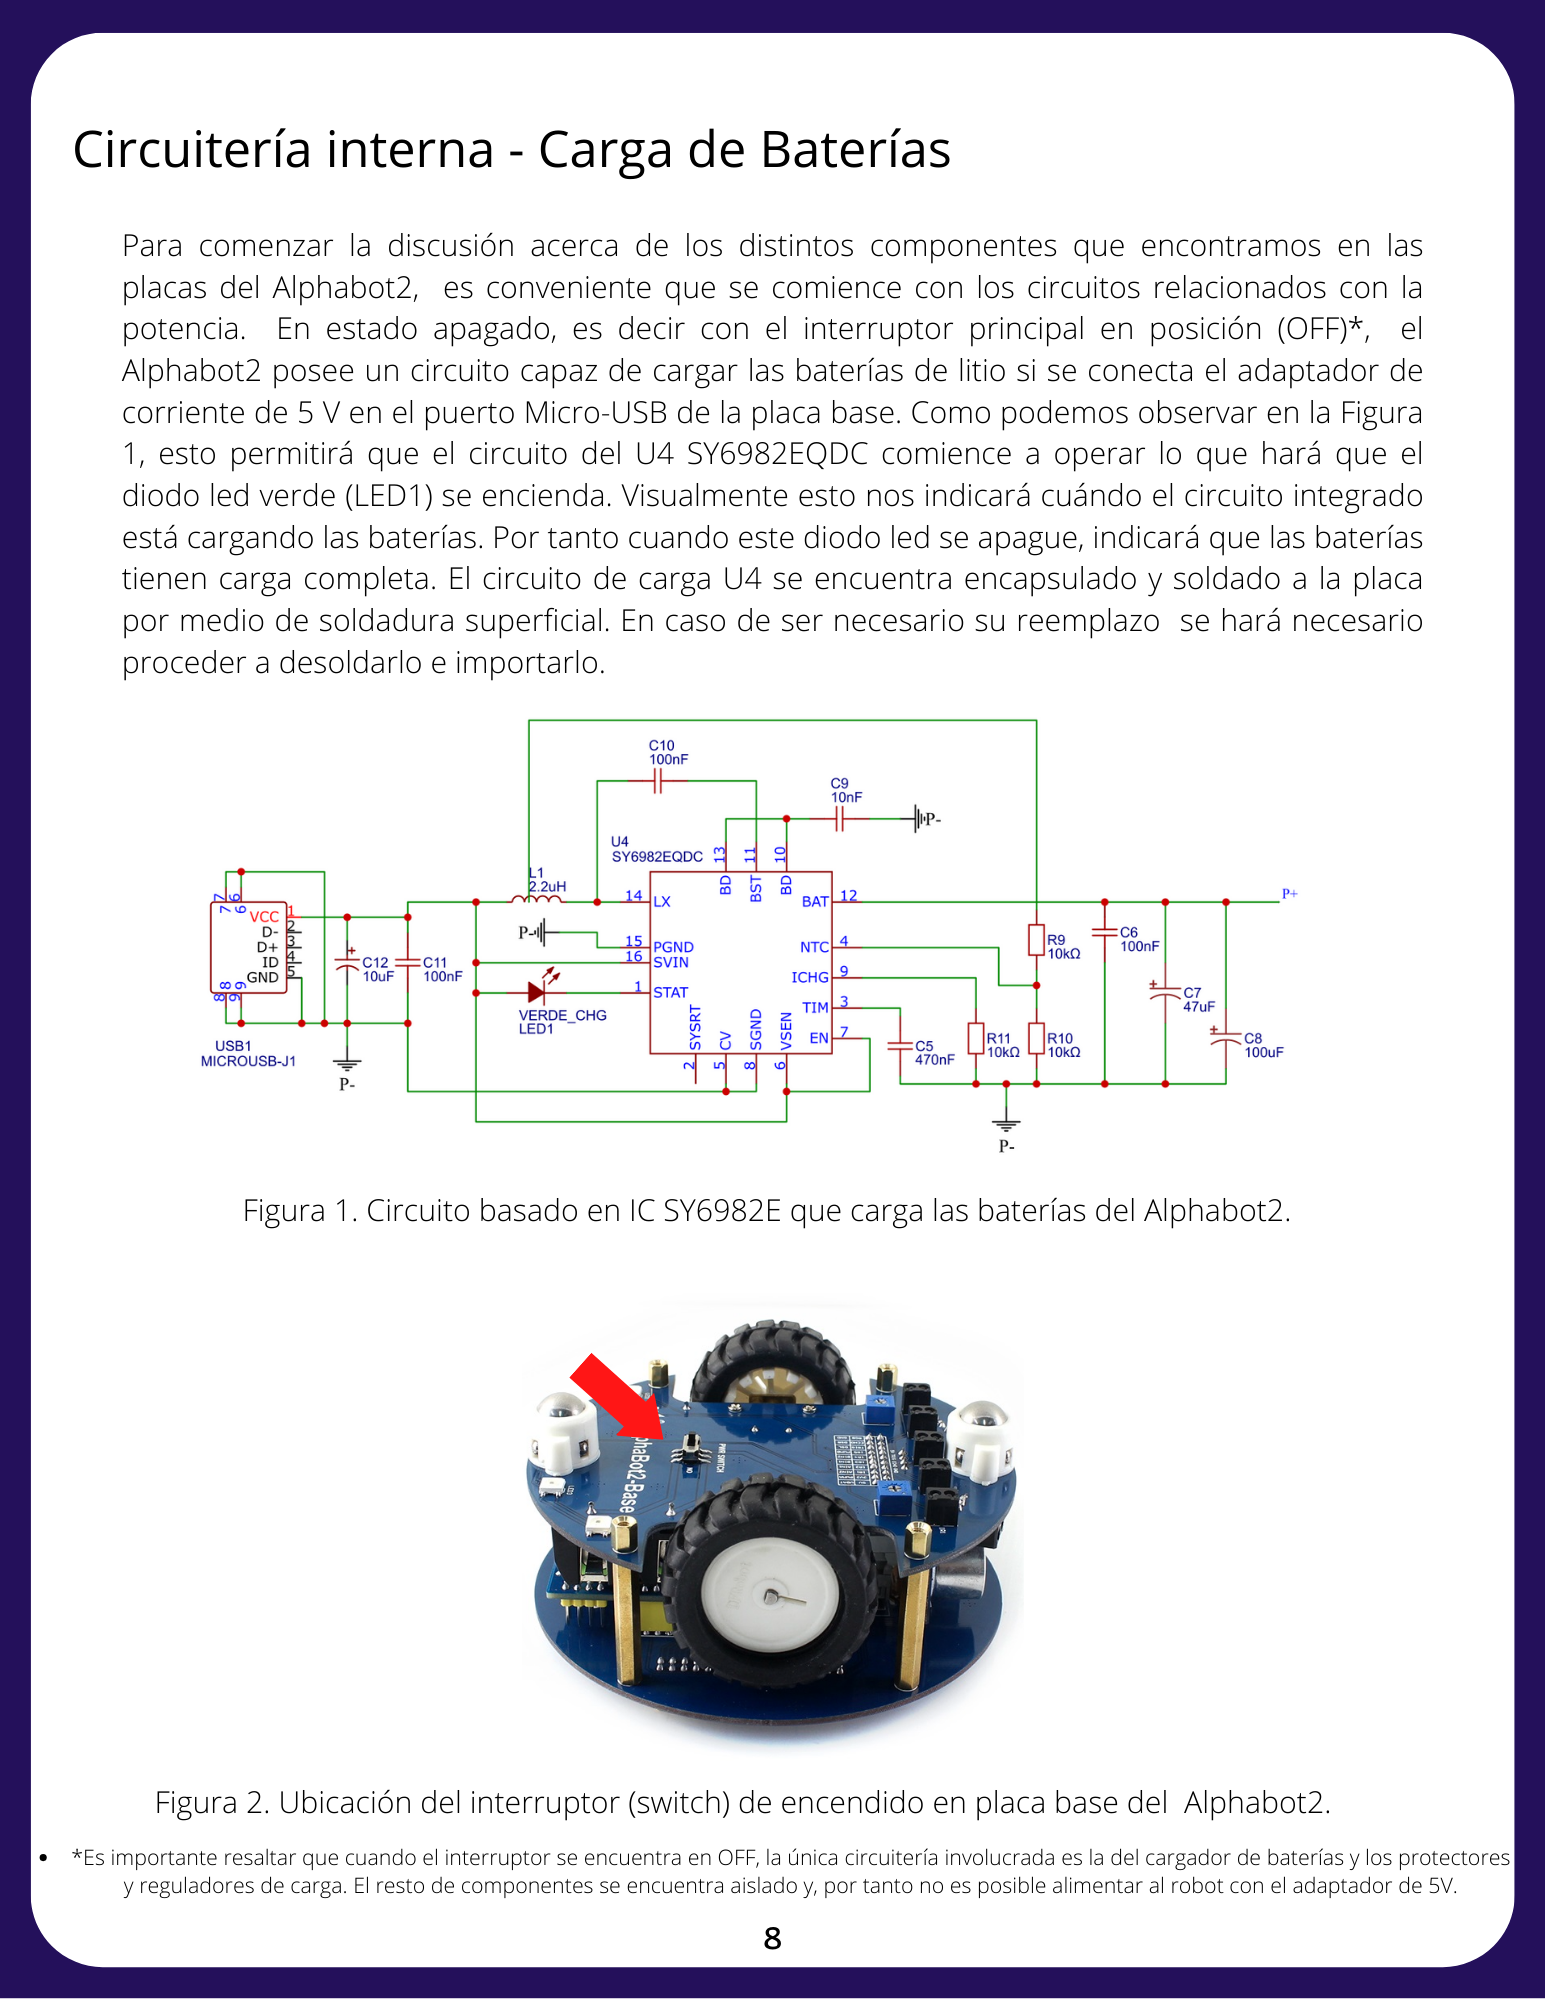 Circuitería interna - Carga de Baterías
Para comenzar la discusión acerca de los distintos componentes que encontramos en las
placas del Alphabot2, es conveniente que se comience con los circuitos relacionados con la
potencia. En estado apagado, es decir con el interruptor principal en posición (OFF)*, el
Alphabot2 posee un circuito capaz de cargar las baterías de litio si se conecta el adaptador de
corriente de 5 V en el puerto Micro-USB de la placa base. Como podemos observar en la Figura
1, esto permitirá que el circuito del U4 SY6982EQDC comience a operar lo que hará que el
diodo led verde (LED1) se encienda. Visualmente esto nos indicará cuándo el circuito integrado
está cargando las baterías. Por tanto cuando este diodo led se apague, indicará que las baterías
tienen carga completa. El circuito de carga U4 se encuentra encapsulado y soldado a la placa
por medio de soldadura superficial. En caso de ser necesario su reemplazo se hará necesario
proceder a desoldarlo e importarlo.
C10
100nF
C9
10nF
P-
U4
SY6982EQDC
13
11
10
BD
BST
BD
L1
2.2uH
14
LX
BAT
12
P+
7
6
7
6
VCC
1
D-
2
D+
3
ID
4
GND
5
8
9
8
9
USB1
MICROUSB-J1
C12
10uF
C11
100nF
P-
P-
15
PGND
16
SVIN
1
STAT
VERDE_CHG
LED1
NTC
4
ICHG
9
TIM
3
EN
7
SYSRT
CV
SGND
VSEN
2
5
8
6
R9
10kΩ
C6
100nF
C7
47uF
C8
100uF
C5
470nF
R11
10kΩ
R10
10kΩ
P-
Figura 1. Circuito basado en IC SY6982E que carga las baterías del Alphabot2.
phaBot2-Base
PWR SWITCH
Figura 2. Ubicación del interruptor (switch) de encendido en placa base del Alphabot2.
• *Es importante resaltar que cuando el interruptor se encuentra en OFF, la única circuitería involucrada es la del cargador de baterías y los protectores
y reguladores de carga. El resto de componentes se encuentra aislado y, por tanto no es posible alimentar al robot con el adaptador de 5V.
8